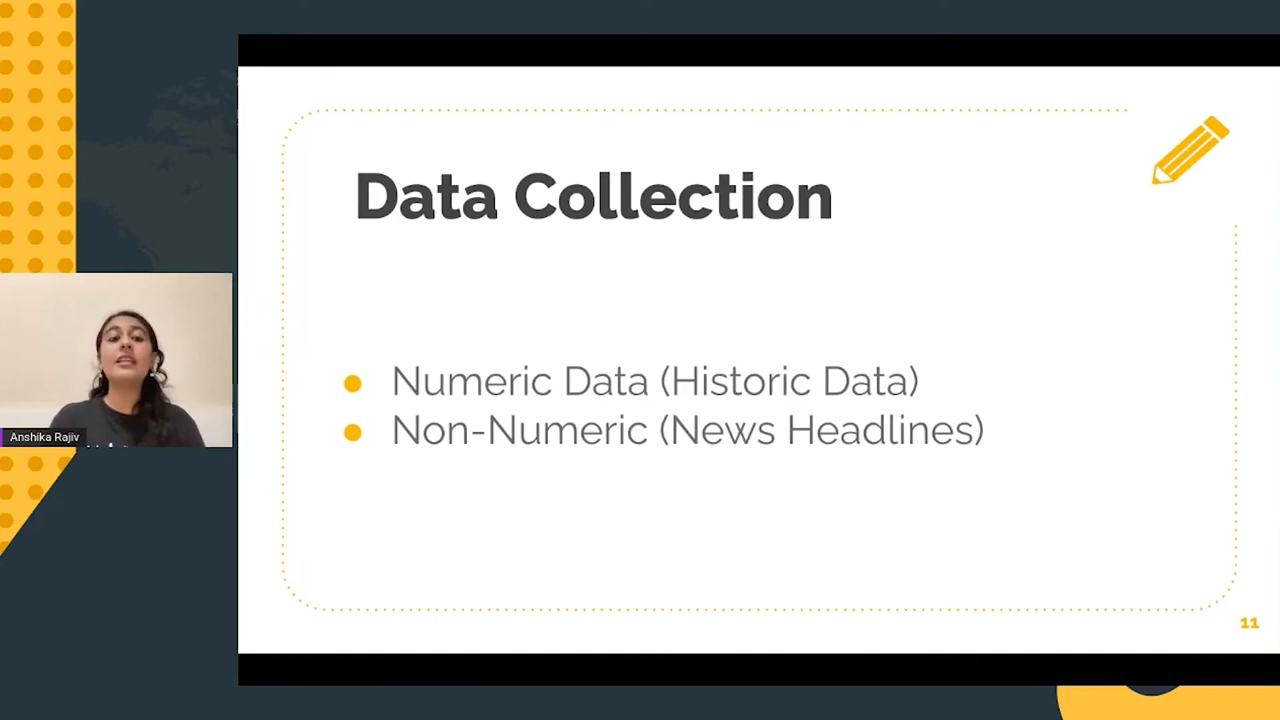 Data Collection
Numeric Data (Historic Data)
Non-Numeric (News Headlines)
Anshika Rajiv
11